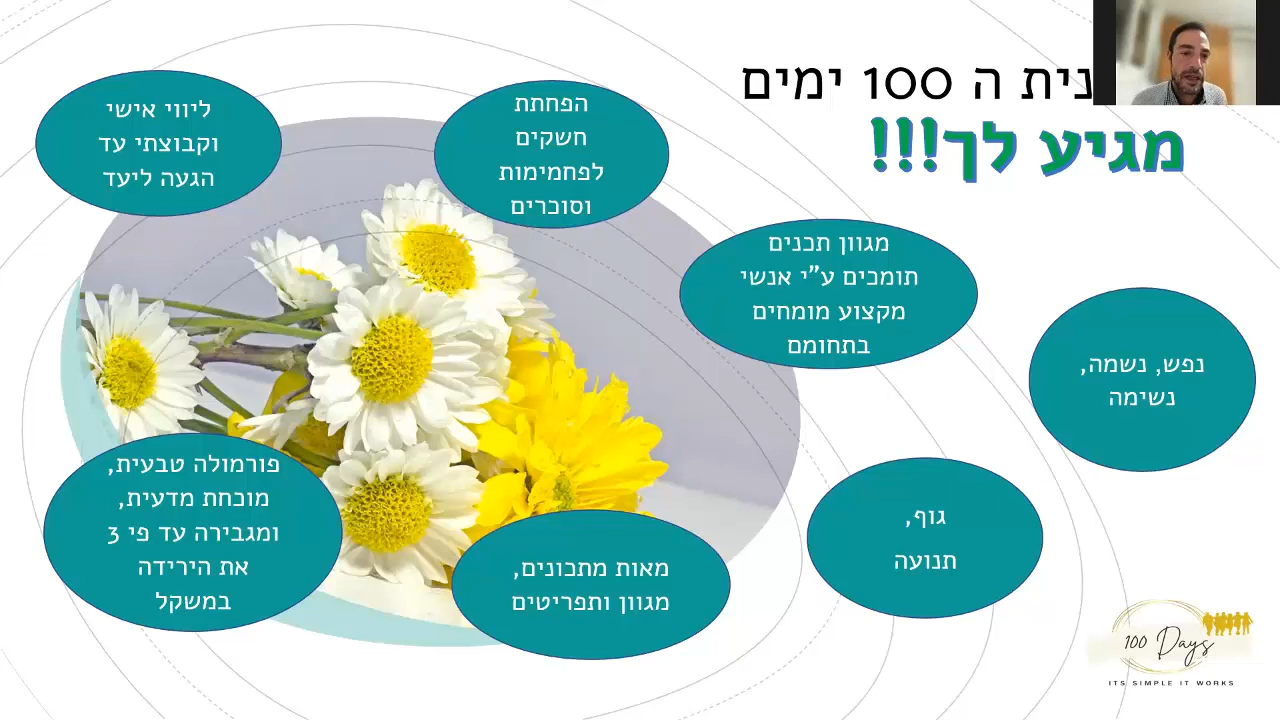 נית ה 100 ימים
מגיע לך!!!
ליווי אישי
וקבוצתי עד
הגעה ליעד
הפחתת
חשקים
לפחמימות
וסוכרים
מגוון תכנים
תומכים ע"י אנשי
מקצוע מומחים
בתחומם
נפש, נשמה,
נשימה
גוף,
תנועה
מאות מתכונים,
מגוון ותפריטים
פורמולה טבעית,
מוכחת מדעית,
ומגבירה עד פי 3
את הירידה
במשקל
100 Days
ITS SIMPLE IT WORKS